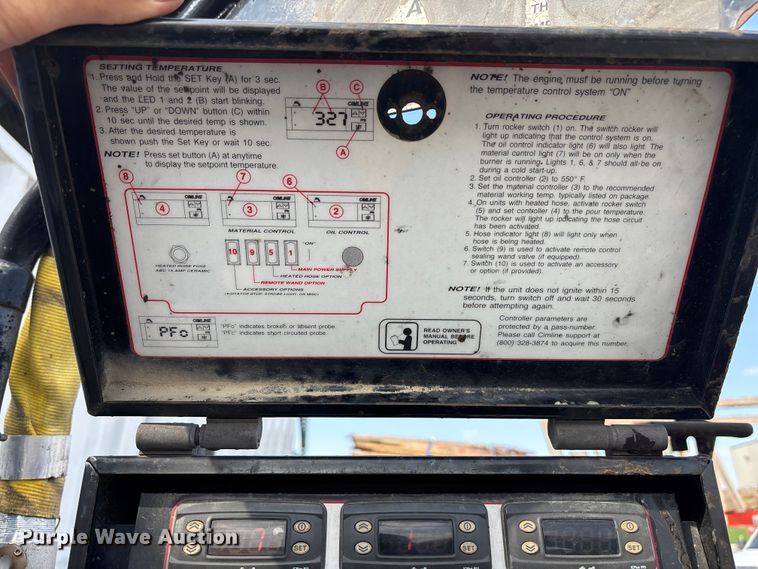 SETTING TEMPERATURE
1. Press and Hold the SET Key (A) for 3 sec.
The value of the setpoint will be displayed
and the LED 1 and 2 (B) start blinking.
2. Press "UP" or "DOWN" button (C) within
10 sec until the desired temp is shown.
3. After the desired temperature is
shown push the Set Key or wait 10 sec.
NOTE! Press set button (A) at anytime
to display the setpoint temperature.
B
C
CIMLINE
327
A
8
7
6
CIMLINE
4
CIMLINE
3
CIMLINE
2
MATERIAL CONTROL
OIL CONTROL
"ON"
10
9
5
1
HEATED HOSE FUSE
ABC 15 AMP CERAMIC
MAIN POWER SUPPLY
HEATED HOSE OPTION
REMOTE WAND OPTION
ACCESSORY OPTIONS
(AGITATOR STOP, STROBE LIGHT, OR MISC)
CIMLINE
PFo
"PFo" indicates broken or absent probe.
"PFc" indicates short circuited probe.
READ OWNER'S
MANUAL BEFORE
OPERATING
NOTE! The engine must be running before turning
the temperature control system "ON"
OPERATING PROCEDURE
1. Turn rocker switch (1) on. The switch rocker will
light up indicating that the control system is on.
The oil control indicator light (6) will also light. The
material control light (7) will be on only when the
burner is running. Lights 1, 6, & 7 should all be on
during a cold start-up.
2. Set oil controller (2) to 550° F.
3. Set the material controller (3) to the recommended
material working temp. typically listed on package.
4. On units with heated hose, activate rocker switch
(5) and set controller (4) to the pour temperature.
The rocker will light up indicating the hose circuit
has been activated.
5. Hose indicator light (8) will light only when
hose is being heated.
6. Switch (9) is used to activate remote control
sealing wand valve (if equipped).
7. Switch (10) is used to activate an accessory
or option (if provided).
NOTE! If the unit does not ignite within 15
seconds, turn switch off and wait 30 seconds
before attempting again.
Controller parameters are
protected by a pass-number.
Please call Cimline support at
(800) 328-3874 to acquire this number.
SET
SET
SET
Purple Wave Auction